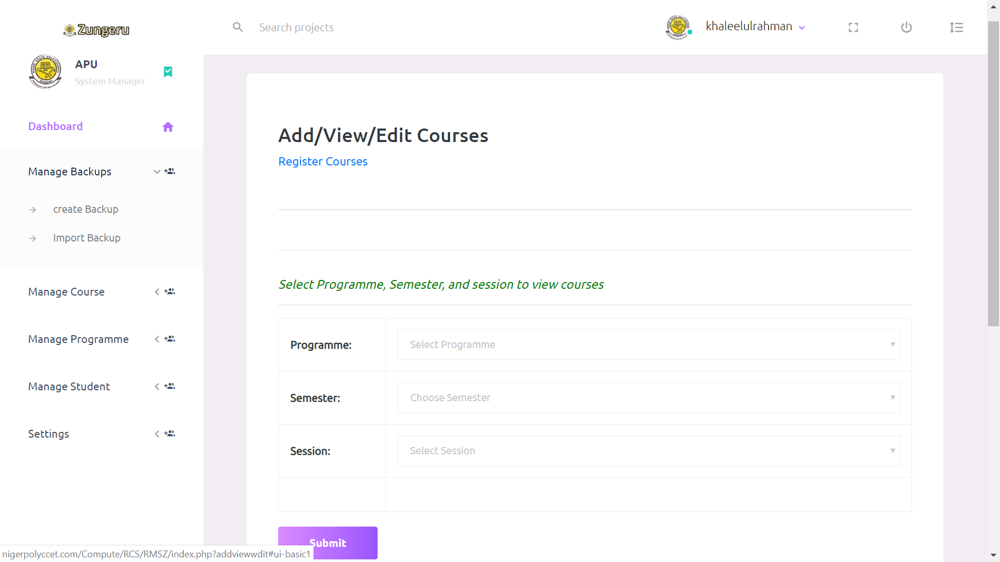 Zungeru
Search projects
khaleelulrahman
APU
System Manager
Dashboard
Manage Backups
create Backup
Import Backup
Manage Course
Manage Programme
Manage Student
Settings
Add/View/Edit Courses
Register Courses
Select Programme, Semester, and session to view courses
Programme:
Select Programme
Semester:
Choose Semester
Session:
Select Session
Submit
nigerpolyccet.com/Compute/RCS/RMSZ/index.php?addviewwdit#ui-basic1